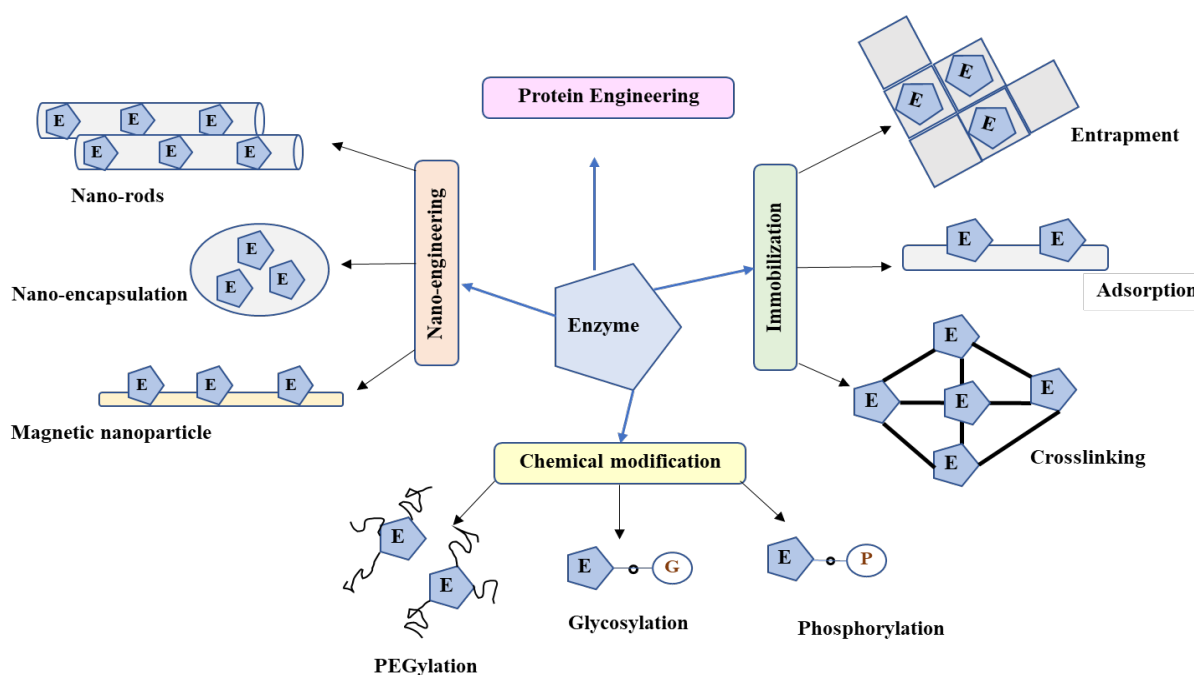 Protein Engineering
E
E
E
E
E
E
Nano-rods
Nano-engineering
E
E
E
Nano-encapsulation
E
E
E
Magnetic nanoparticle
Enzyme
Immobilization
E
E
E
Entrapment
E
E
Adsorption
E
E
E
E
E
Crosslinking
Chemical modification
E
E
PEGylation
E
G
Glycosylation
E
P
Phosphorylation